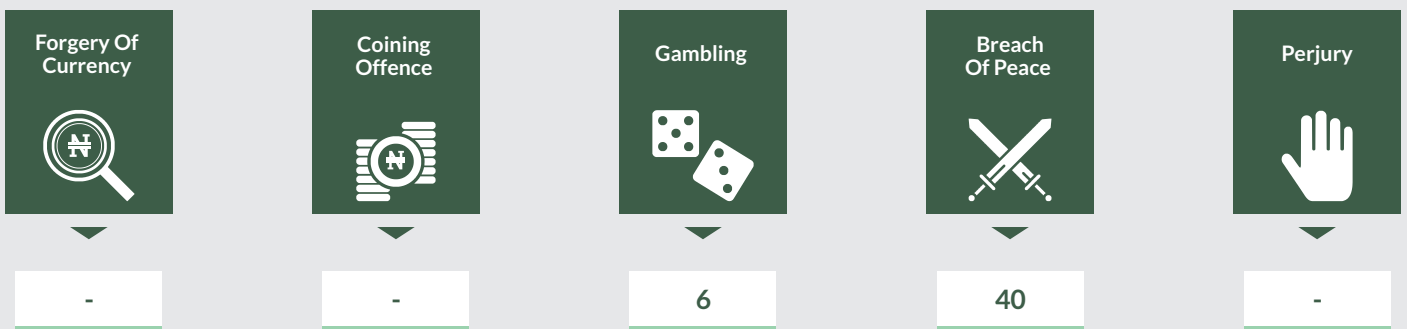 Forgery Of
Currency
Coining
Offence
Gambling
Breach
Of Peace
Perjury
₦
₦
-
-
6
40
-